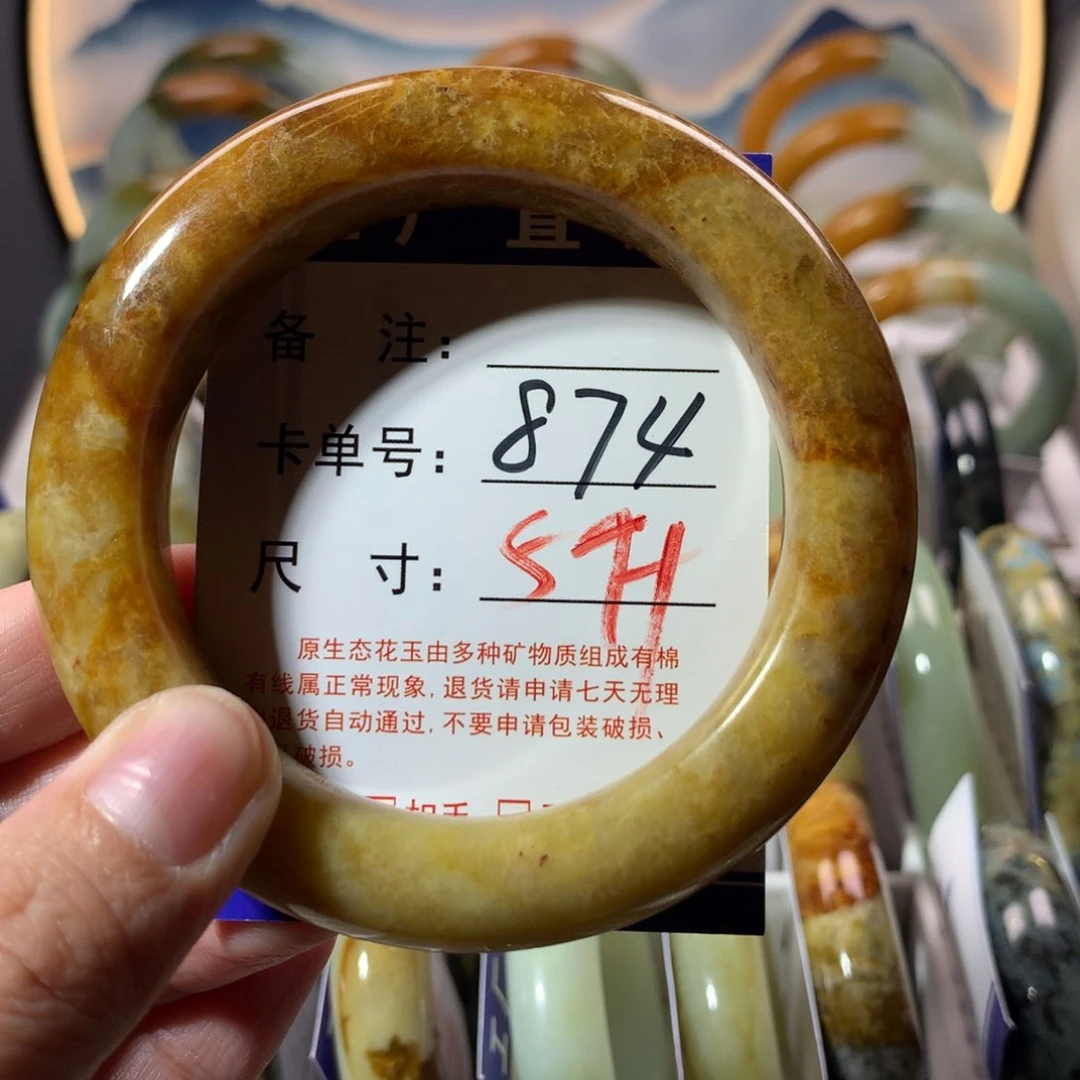 直
备 注：
卡单号： 874
尺 寸：
原生态花玉由多种矿物质组成有棉
有线属正常现象，退货请申请七天无理
退货自动通过，不要申请包装破损、
破损。